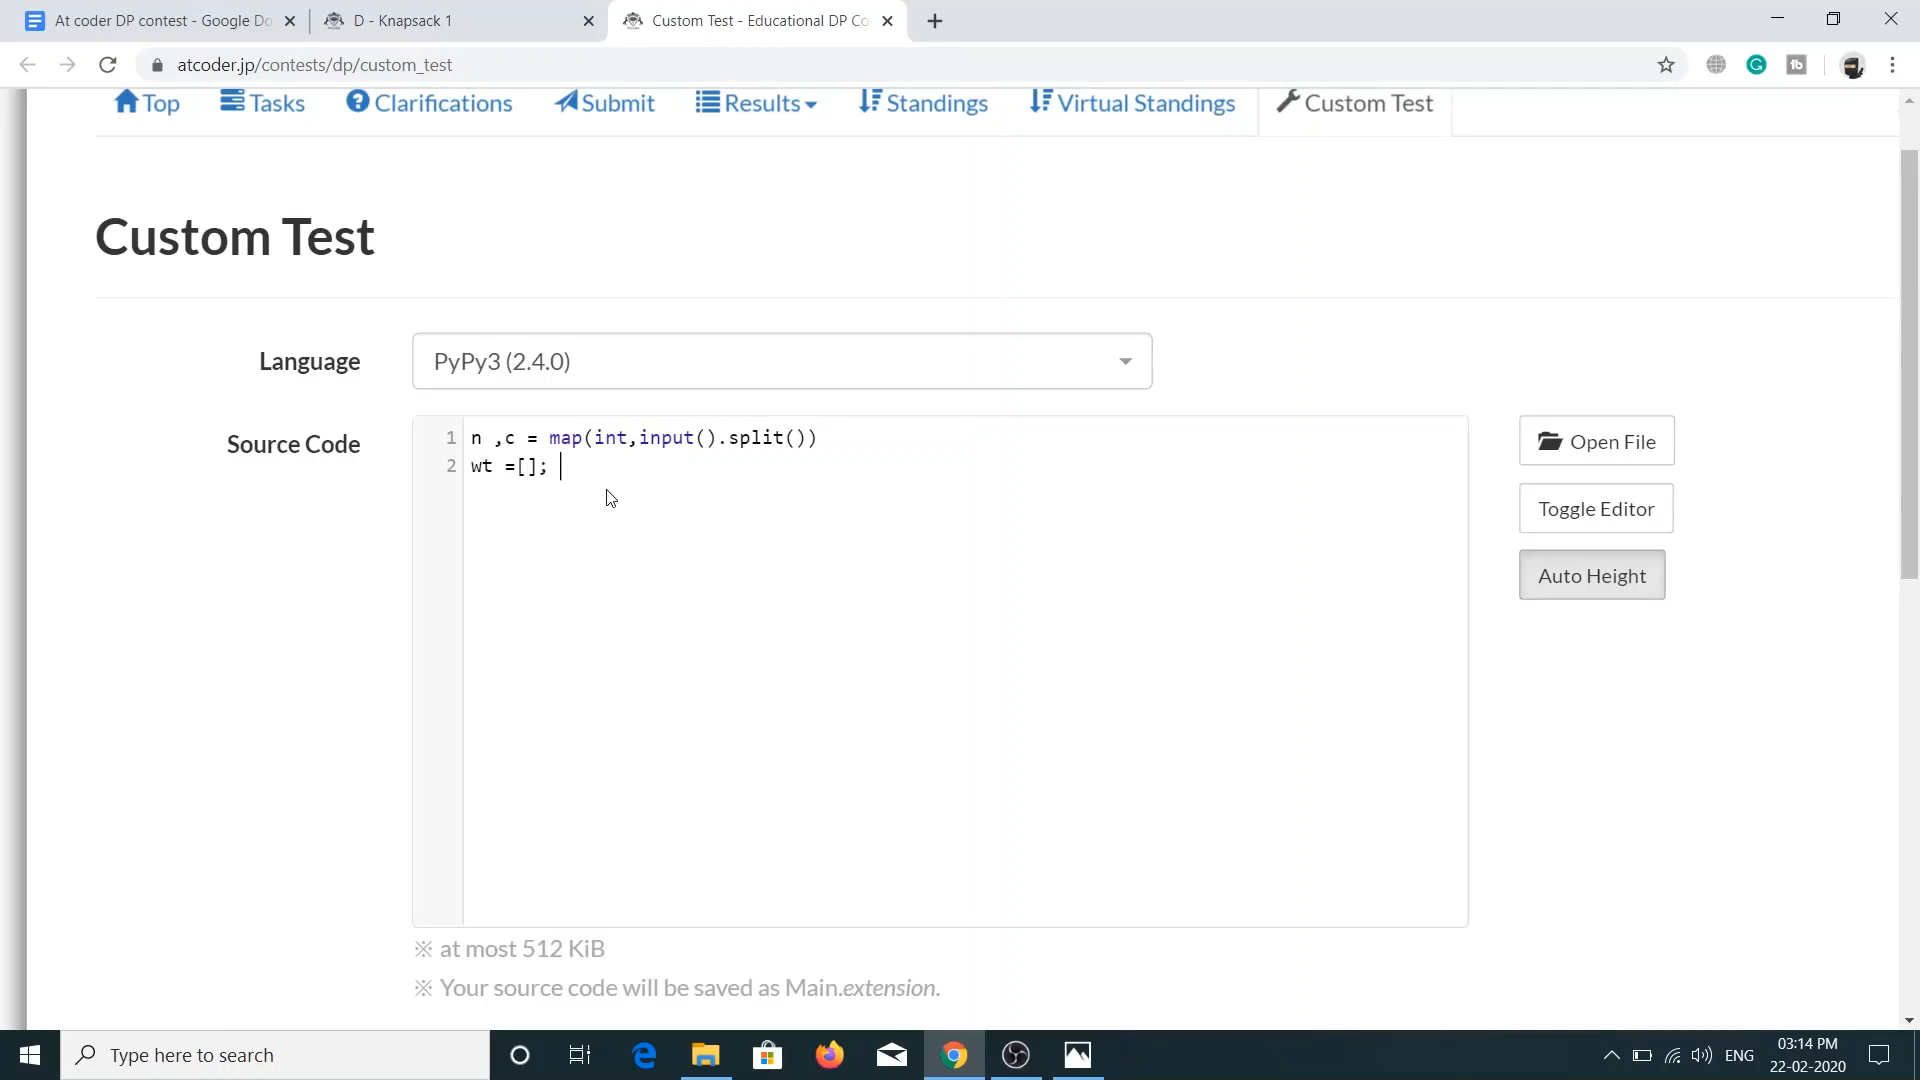 At coder DP contest - Google Do
D - Knapsack 1
Custom Test - Educational DP Co
atcoder.jp/contests/dp/custom_test
Top Tasks Clarifications Submit Results Standings Virtual Standings Custom Test
Custom Test
Language PyPy3 (2.4.0)
Source Code
1 n ,c = map(int,input().split())
2 wt =[];
Open File
Toggle Editor
Auto Height
※ at most 512 KiB
※ Your source code will be saved as Main.extension.
Type here to search
ENG
03:14 PM
22-02-2020